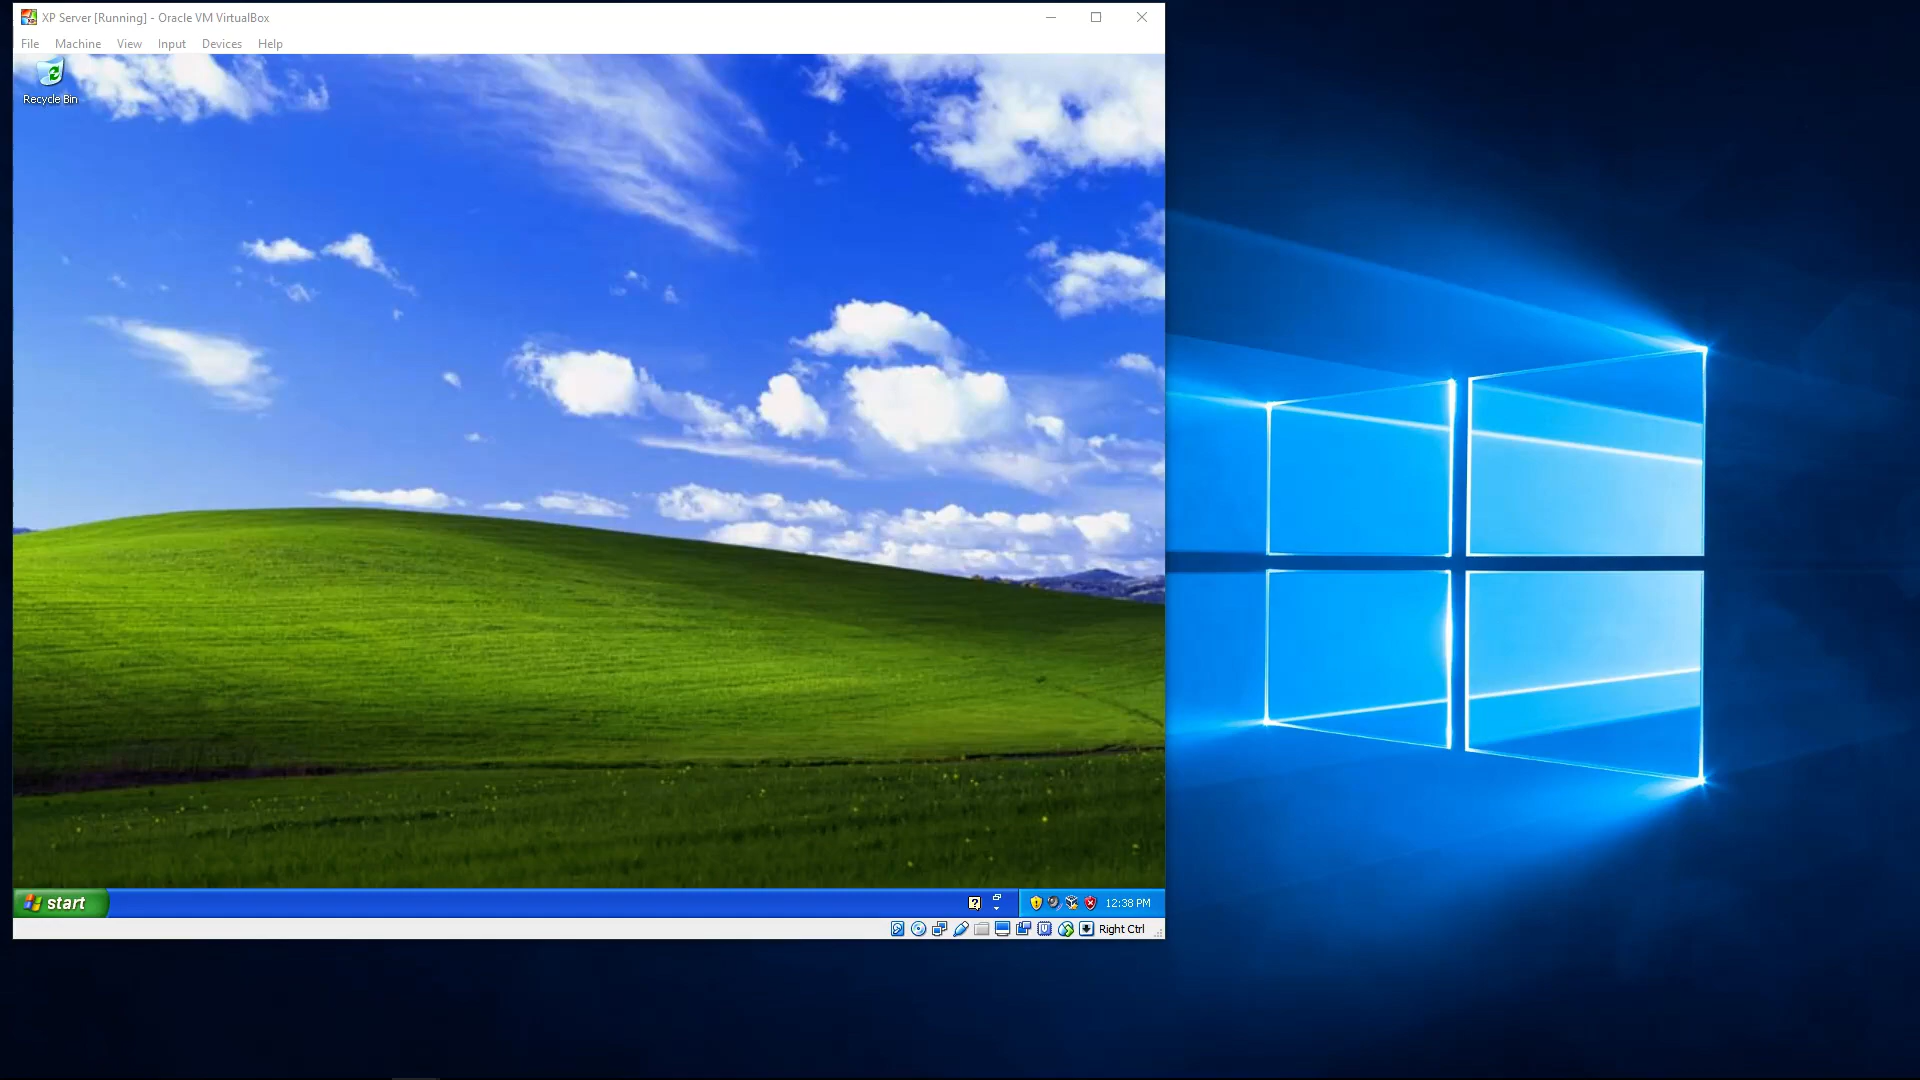 XP Server [Running] - Oracle VM VirtualBox
File Machine View Input Devices Help
Recycle Bin
start
12:38 PM
Right Ctrl